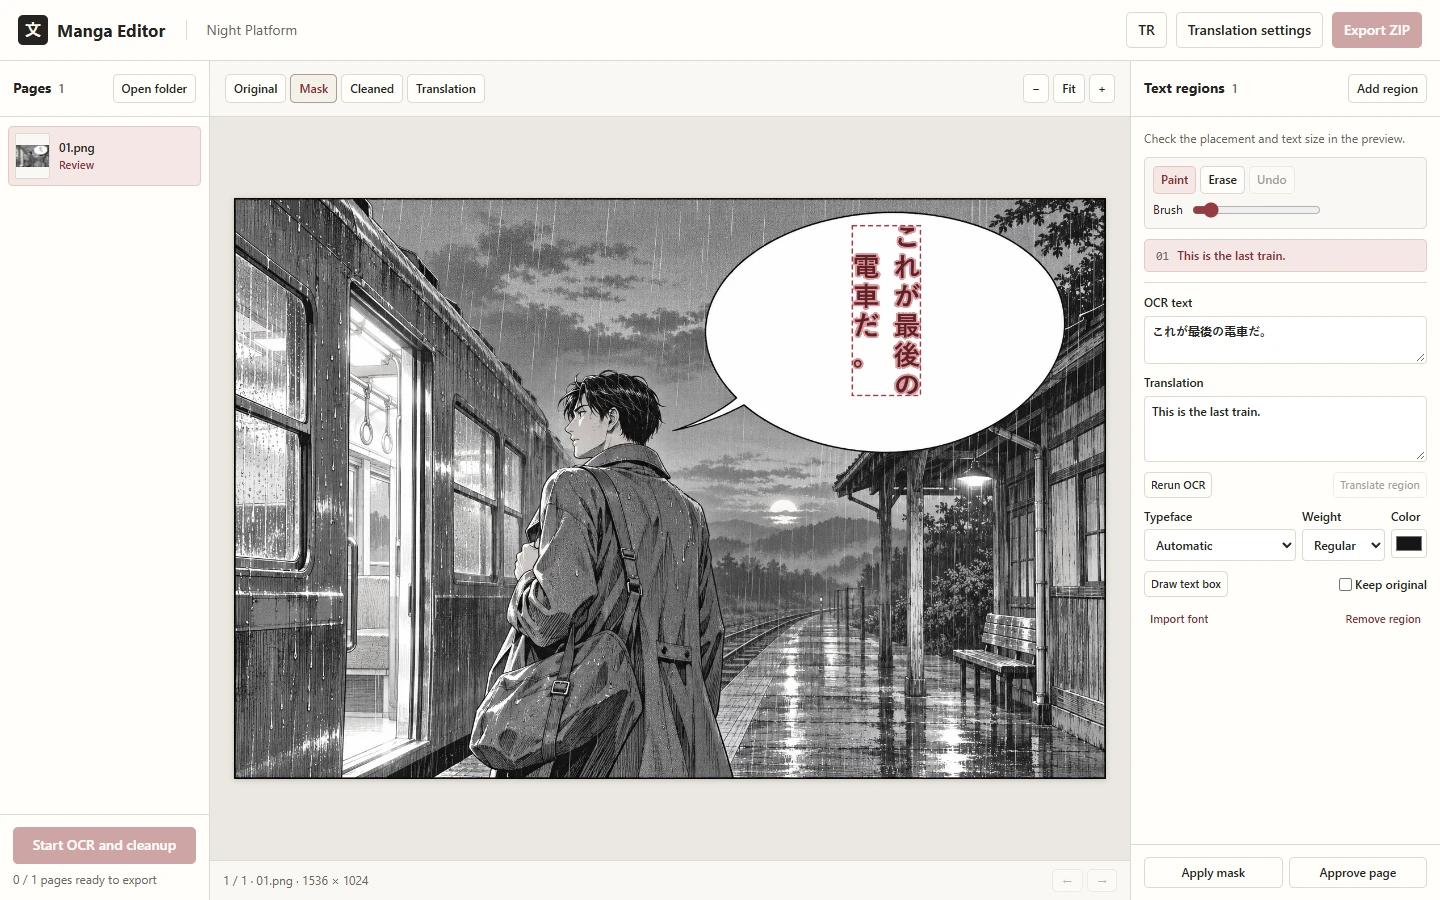 文
Manga Editor
Night Platform
TR
Translation settings
Export ZIP
Pages 1
Open folder
01.png
Review
Start OCR and cleanup
0 / 1 pages ready to export
Original
Mask
Cleaned
Translation
−
Fit
+
これが最後の
電車だ。
1 / 1 · 01.png · 1536 × 1024
←
→
Text regions 1
Add region
Check the placement and text size in the preview.
Paint
Erase
Undo
Brush
01 This is the last train.
OCR text
これが最後の電車だ。
Translation
This is the last train.
Rerun OCR
Translate region
Typeface
Weight
Color
Automatic
Regular
Draw text box
Keep original
Import font
Remove region
Apply mask
Approve page